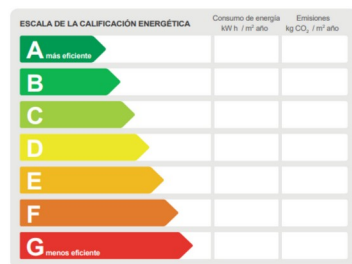 ESCALA DE LA CALIFICACIÓN ENERGÉTICA
Consumo de energía
kW h / m² año
Emisiones
kg CO₂ / m² año
A más eficiente
B
C
D
E
F
G menos eficiente